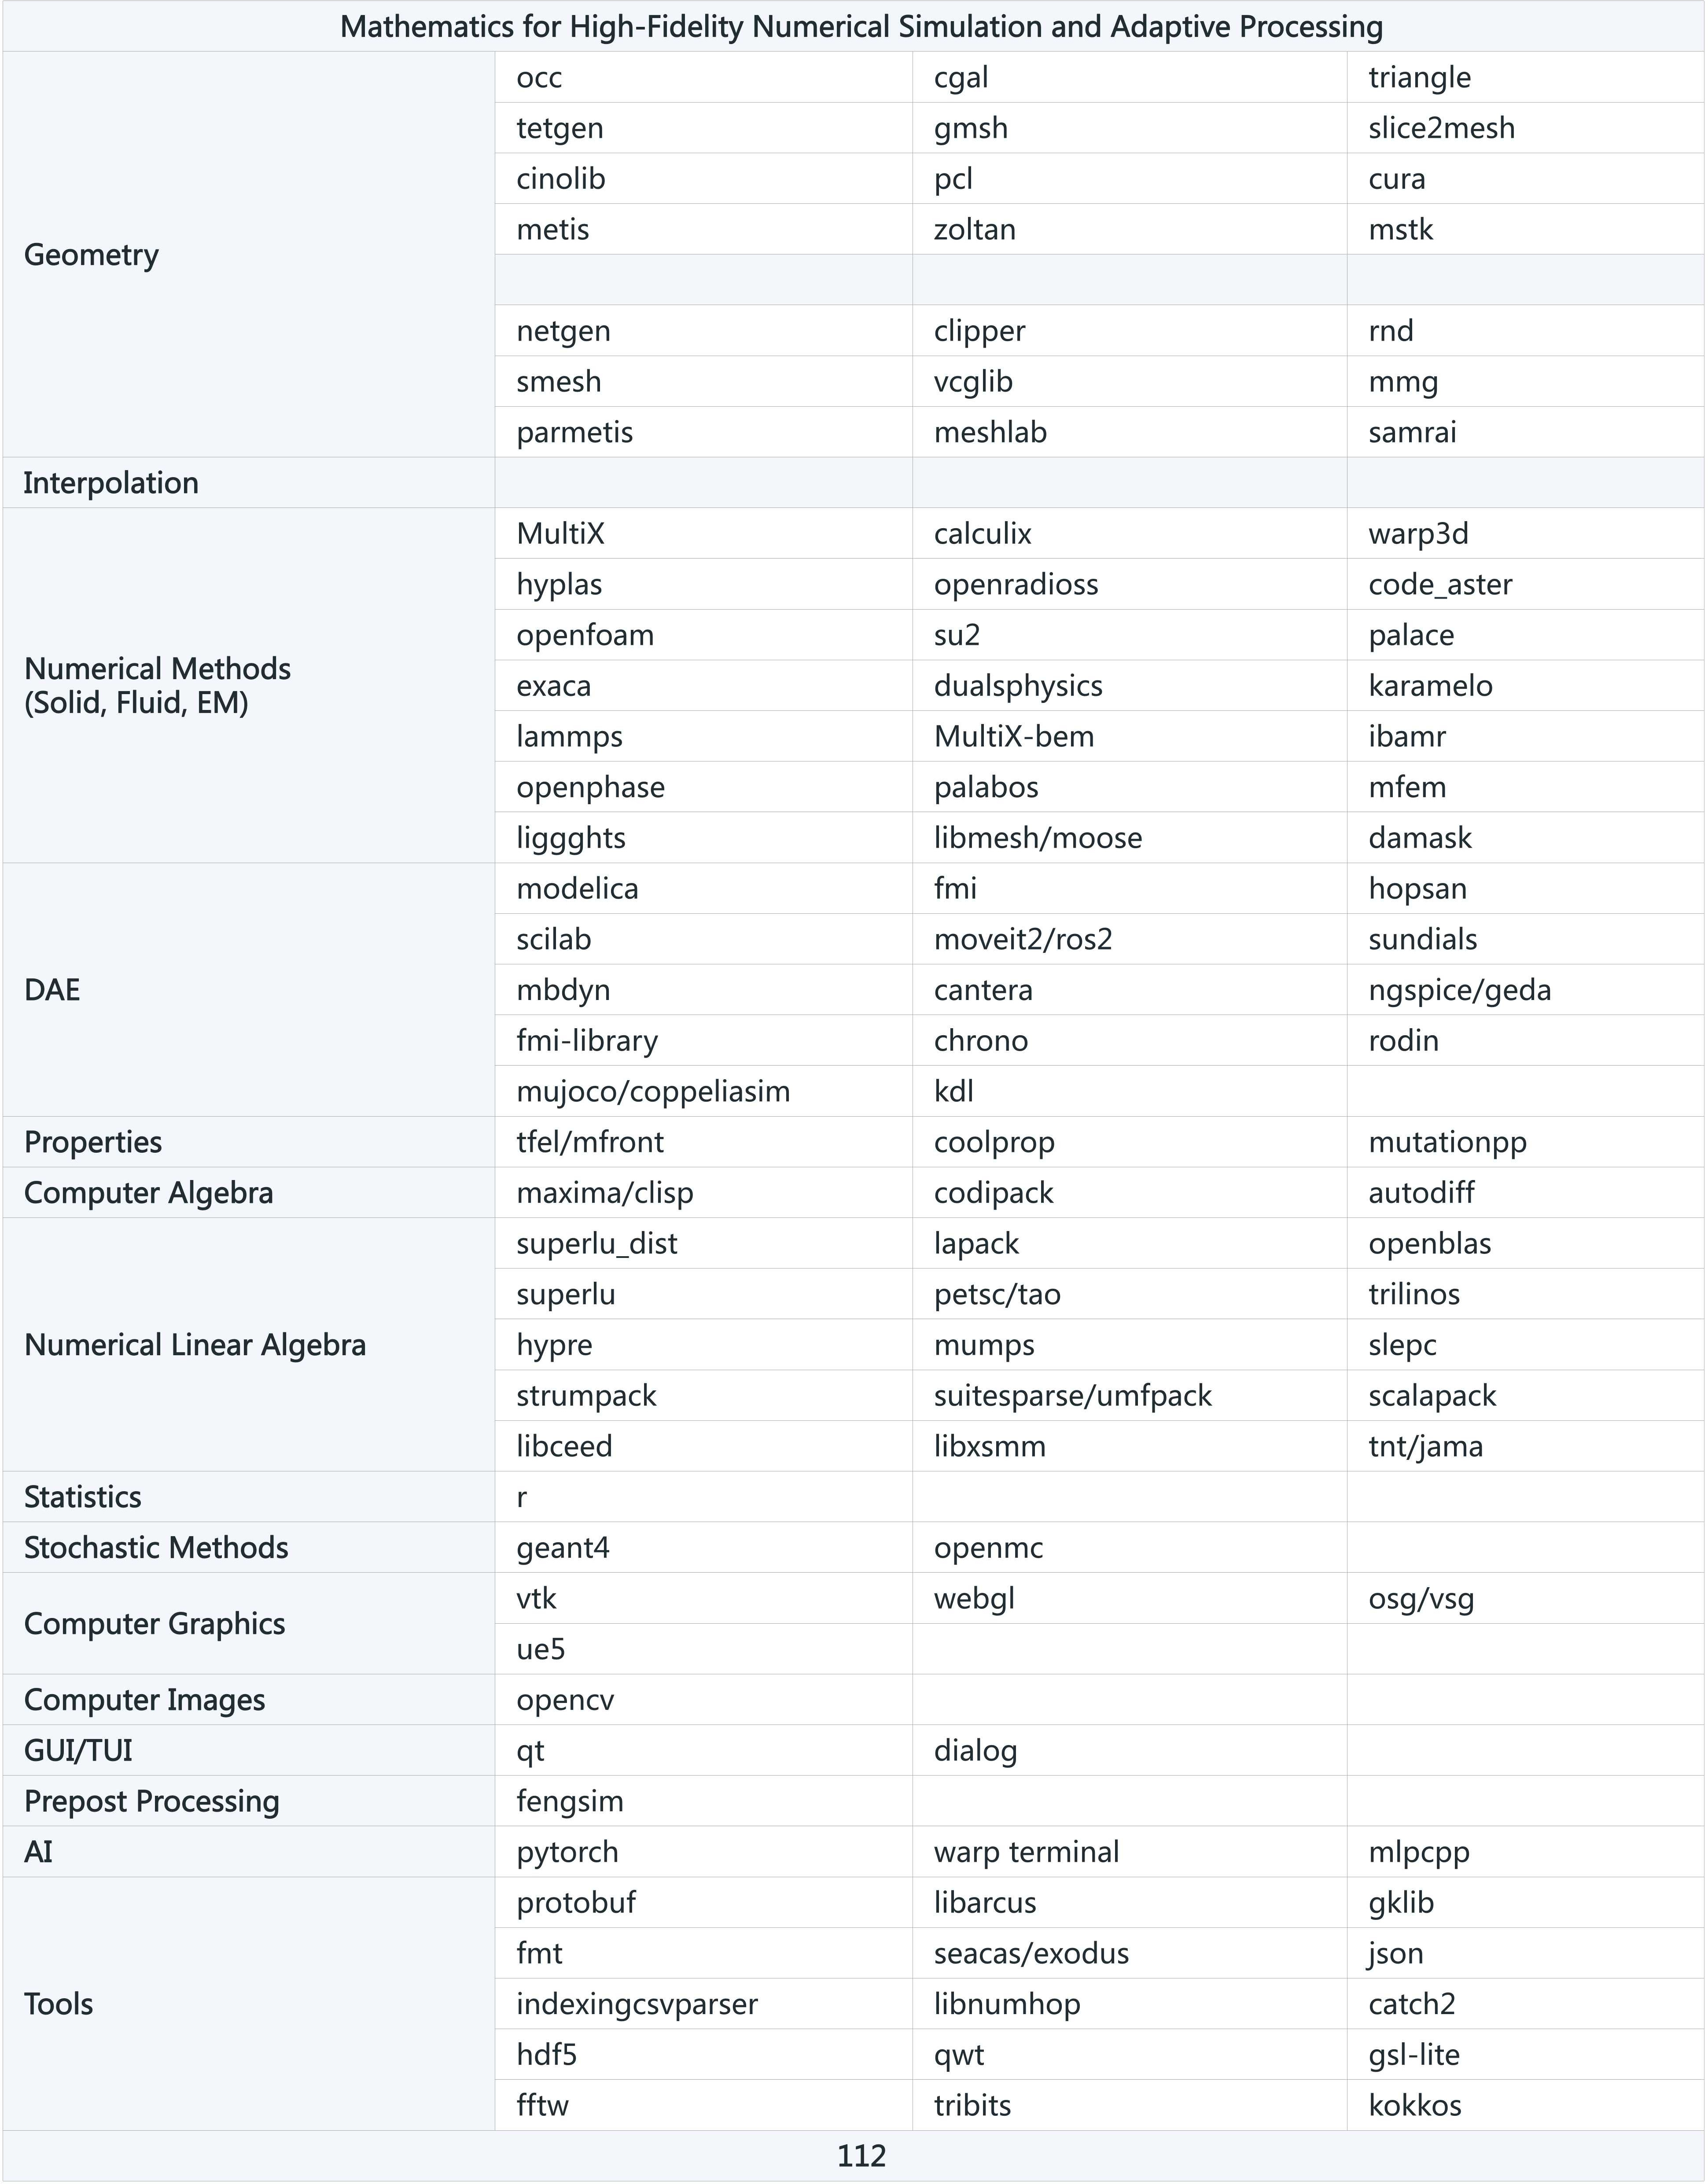 Mathematics for High-Fidelity Numerical Simulation and Adaptive Processing
Geometry
occ cgal triangle
tetgen gmsh slice2mesh
cinolib pcl cura
metis zoltan mstk
netgen clipper rnd
smesh vcglib mmg
parmetis meshlab samrai
Interpolation
Numerical Methods
(Solid, Fluid, EM)
MultiX calculix warp3d
hyplas openradioss code_aster
openfoam su2 palace
exaca dualsphysics karamelo
lammps MultiX-bem ibamr
openphase palabos mfem
liggghts libmesh/moose damask
DAE
modelica fmi hopsan
scilab moveit2/ros2 sundials
mbdyn cantera ngspice/geda
fmi-library chrono rodin
mujoco/coppeliasim kdl
Properties tfel/mfront coolprop mutationpp
Computer Algebra maxima/clisp codipack autodiff
Numerical Linear Algebra
superlu_dist lapack openblas
superlu petsc/tao trilinos
hypre mumps slepc
strumpack suitesparse/umfpack scalapack
libceed libxsmm tnt/jama
Statistics r
Stochastic Methods geant4 openmc
Computer Graphics
vtk webgl osg/vsg
ue5
Computer Images opencv
GUI/TUI qt dialog
Prepost Processing fengsim
AI pytorch warp terminal mlpcpp
Tools
protobuf libarcus gklib
fmt seacas/exodus json
indexingcsvparser libnumhop catch2
hdf5 qwt gsl-lite
fftw tribits kokkos
112